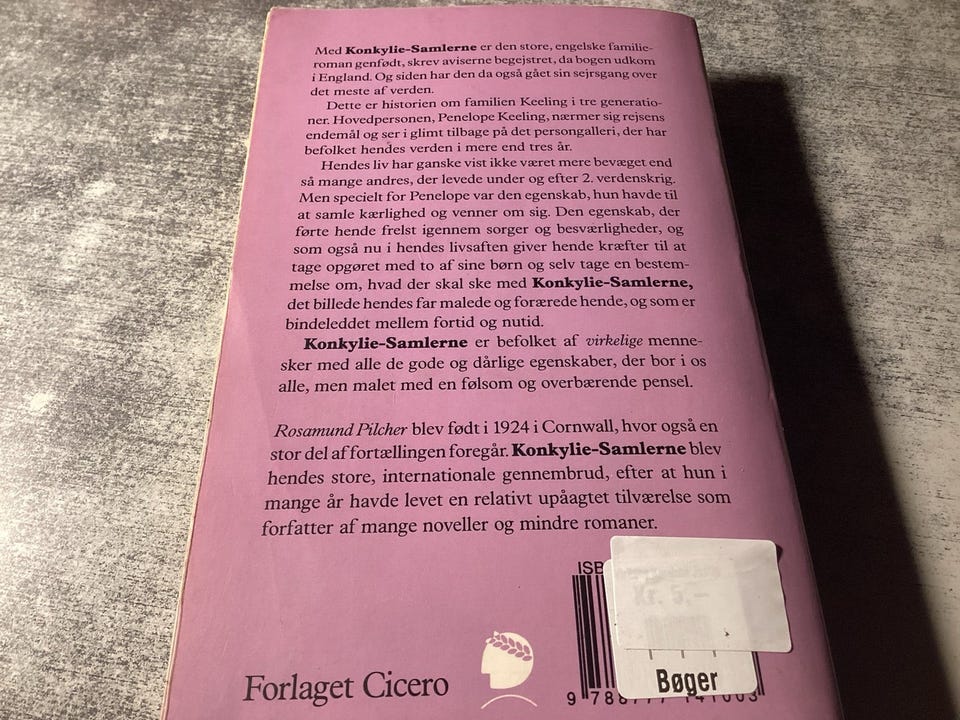 Med Konkylie-Samlerne er den store, engelske familie-
roman genfødt, skrev aviserne begejstret, da bogen udkom
i England. Og siden har den da også gået sin sejrsgang over
det meste af verden.
Dette er historien om familien Keeling i tre generatio-
ner. Hovedpersonen, Penelope Keeling, nærmer sig rejsens
endemål og ser i glimt tilbage på det persongalleri, der har
befolket hendes verden i mere end tres år.
Hendes liv har ganske vist ikke været mere bevæget end
så mange andres, der levede under og efter 2. verdenskrig.
Men specielt for Penelope var den egenskab, hun havde til
at samle kærlighed og venner om sig. Den egenskab, der
førte hende frelst igennem sorger og besværligheder, og
som også nu i hendes livsaften giver hende kræfter til at
tage opgøret med to af sine børn og selv tage en bestem-
melse om, hvad der skal ske med Konkylie-Samlerne,
det billede hendes far malede og forærede hende, og som er
bindeleddet mellem fortid og nutid.
Konkylie-Samlerne er befolket af virkelige menne-
sker med alle de gode og dårlige egenskaber, der bor i os
alle, men malet med en følsom og overbærende pensel.
Rosamund Pilcher blev født i 1924 i Cornwall, hvor også en
stor del af fortællingen foregår. Konkylie-Samlerne blev
hendes store, internationale gennembrud, efter at hun i
mange år havde levet en relativt upåagtet tilværelse som
forfatter af mange noveller og mindre romaner.
ISB
Kr. 5,-
Bøger
Forlaget Cicero